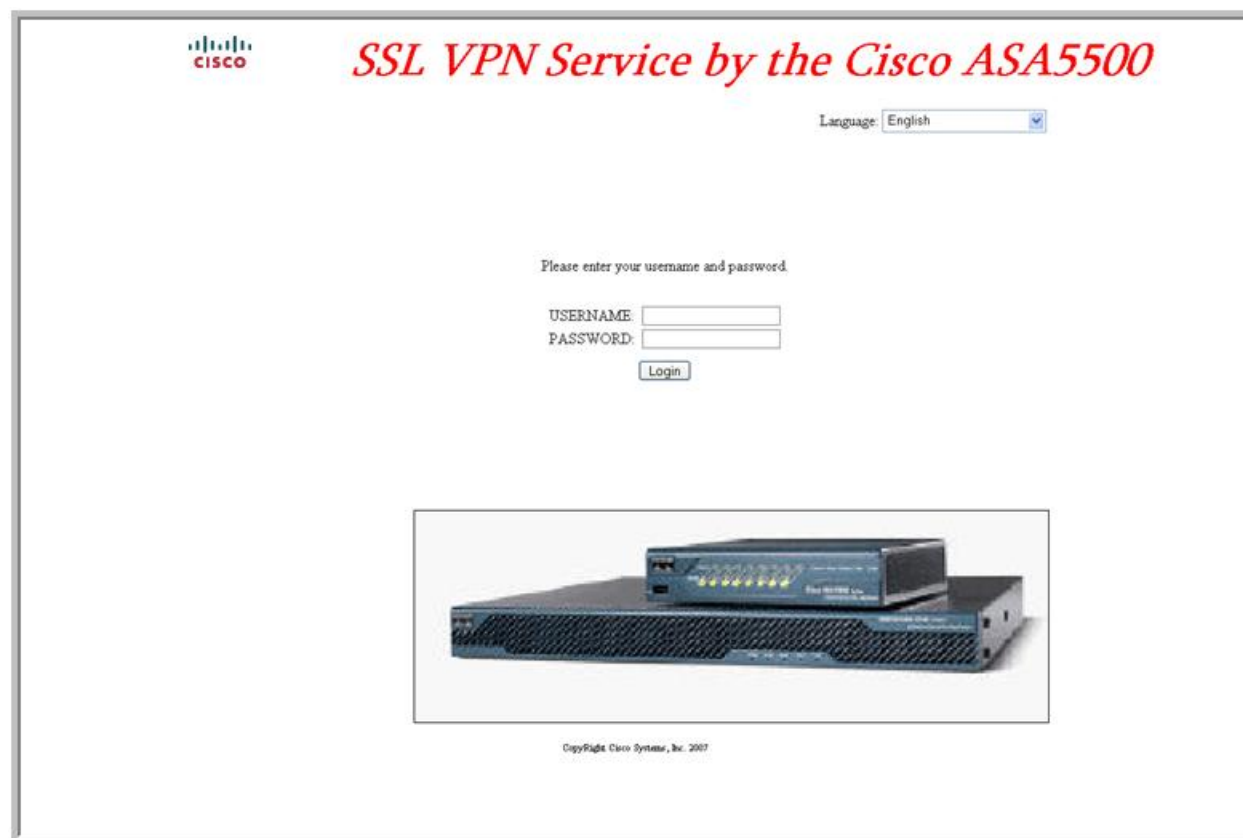 CISCO
SSL VPN Service by the Cisco ASA5500
Language: English
Please enter your username and password.
USERNAME:
PASSWORD:
Login
CopyRight Cisco Systems, Inc. 2007